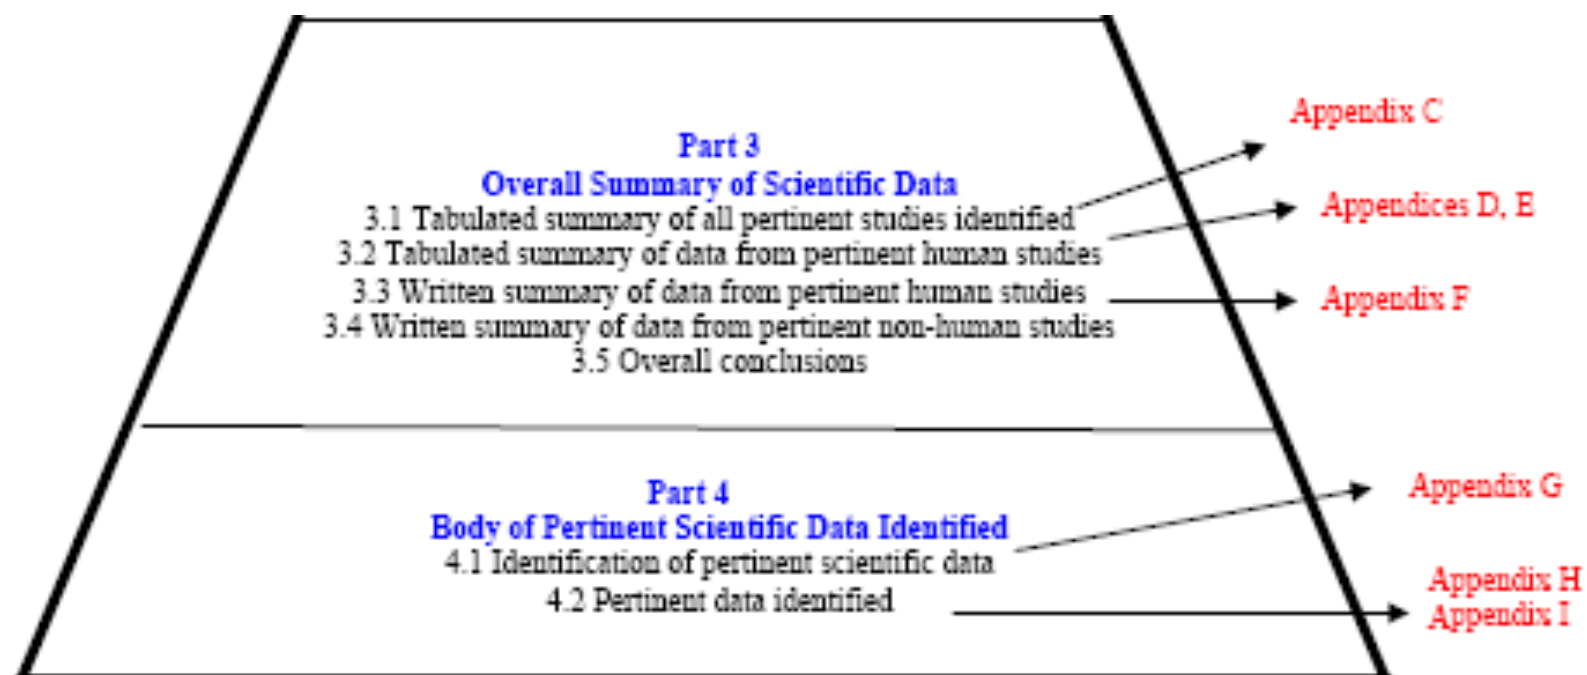 Part 3
Overall Summary of Scientific Data
3.1 Tabulated summary of all pertinent studies identified
3.2 Tabulated summary of data from pertinent human studies
3.3 Written summary of data from pertinent human studies
3.4 Written summary of data from pertinent non-human studies
3.5 Overall conclusions
Appendix C
Appendices D, E
Appendix F
Part 4
Body of Pertinent Scientific Data Identified
4.1 Identification of pertinent scientific data
4.2 Pertinent data identified
Appendix G
Appendix H
Appendix I